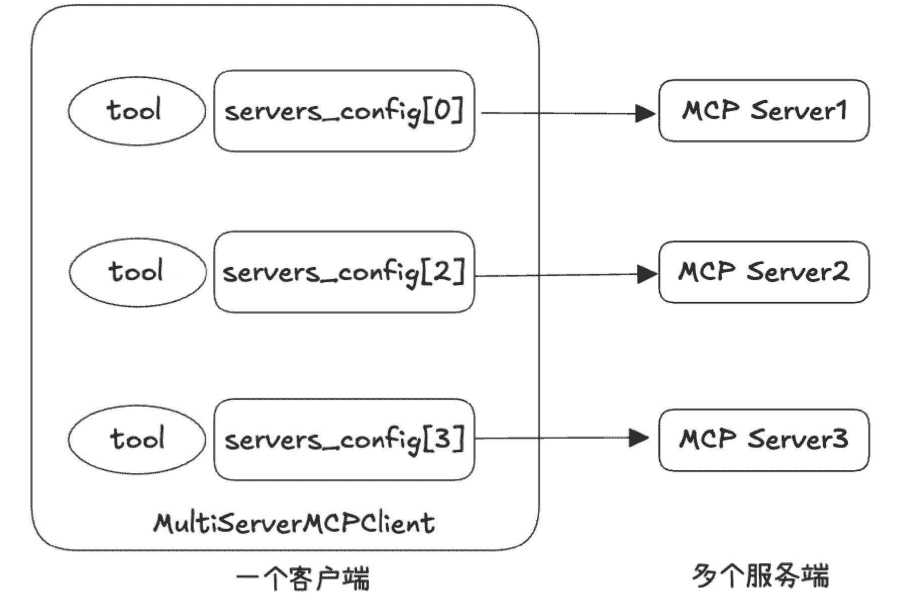 tool servers_config[0] MCP Server1
tool servers_config[2] MCP Server2
tool servers_config[3] MCP Server3
MultiServerMCPClient
一个客户端 多个服务端